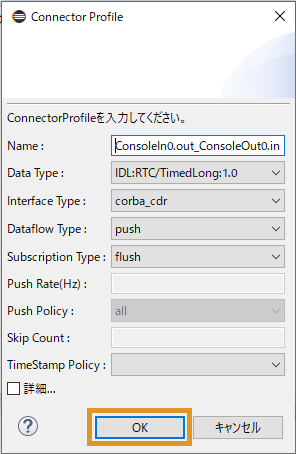 Connector Profile
ConnectorProfileを入力してください。
Name : ConsoleIn0.out_ConsoleOut0.in
Data Type : IDL:RTC/TimedLong:1.0
Interface Type : corba_cdr
Dataflow Type : push
Subscription Type : flush
Push Rate(Hz) :
Push Policy : all
Skip Count :
TimeStamp Policy :
詳細...
? OK キャンセル